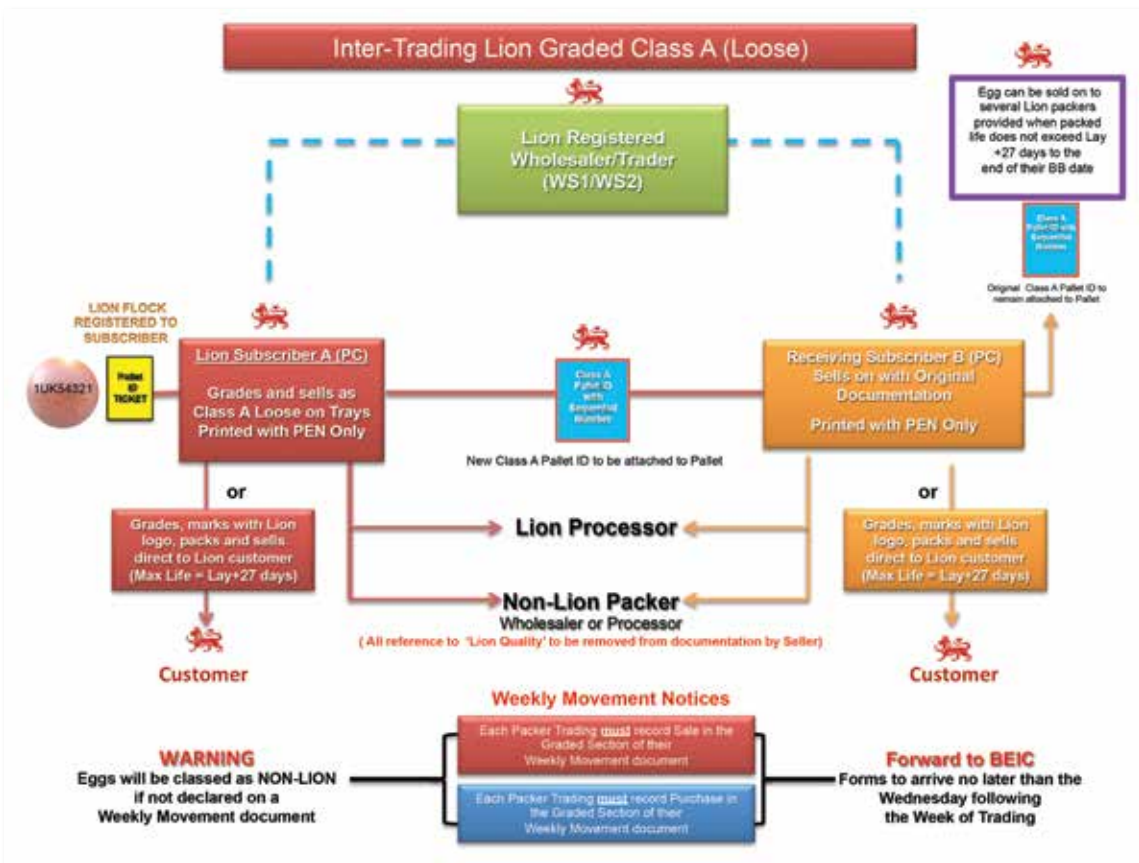 Inter-Trading Lion Graded Class A (Loose)
Lion Registered
Wholesaler/Trader
(WS1/WS2)
Egg can be sold on to
several Lion packers
provided when packed
life does not exceed Lay
+27 days to the
end of their BB date
Class A
Pallet ID with
Sequential
Number
Original Class A Pallet ID to
remain attached to Pallet
LION FLOCK
REGISTERED TO
SUBSCRIBER
1UK54321
Pallet
ID
TICKET
Lion Subscriber A (PC)
Grades and sells as
Class A Loose on Trays
Printed with PEN Only
Class A
Pallet ID
with
Sequential
Number
New Class A Pallet ID to be attached to Pallet
Receiving Subscriber B (PC)
Sells on with Original
Documentation
Printed with PEN Only
or
Grades, marks with Lion
logo, packs and sells
direct to Lion customer
(Max Life = Lay+27 days)
Customer
Lion Processor
Non-Lion Packer
Wholesaler or Processor
( All reference to 'Lion Quality' to be removed from documentation by Seller)
or
Grades, marks with Lion
logo, packs and sells
direct to Lion customer
(Max Life = Lay+27 days)
Customer
Weekly Movement Notices
Each Packer Trading must record Sale in the
Graded Section of their
Weekly Movement document
Each Packer Trading must record Purchase in
the Graded Section of their
Weekly Movement document
WARNING
Eggs will be classed as NON-LION
if not declared on a
Weekly Movement document
Forward to BEIC
Forms to arrive no later than the
Wednesday following
the Week of Trading